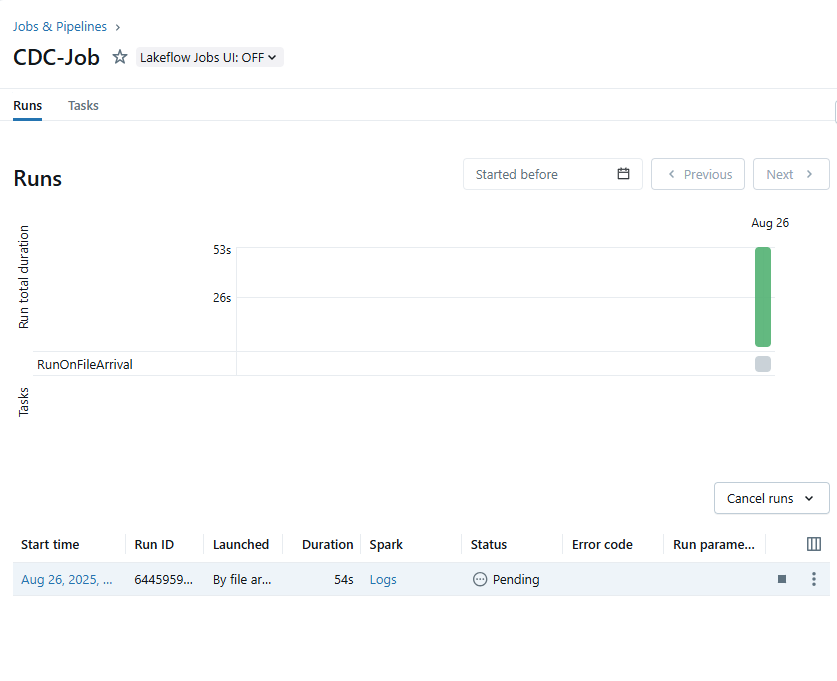 Jobs & Pipelines
CDC-Job Lakeflow Jobs UI: OFF
Runs Tasks
Runs Started before Previous Next
Aug 26
Run total duration
53s
26s
RunOnFileArrival
Tasks
Cancel runs
Start time Run ID Launched Duration Spark Status Error code Run parame...
Aug 26, 2025, ... 6445959... By file ar... 54s Logs Pending